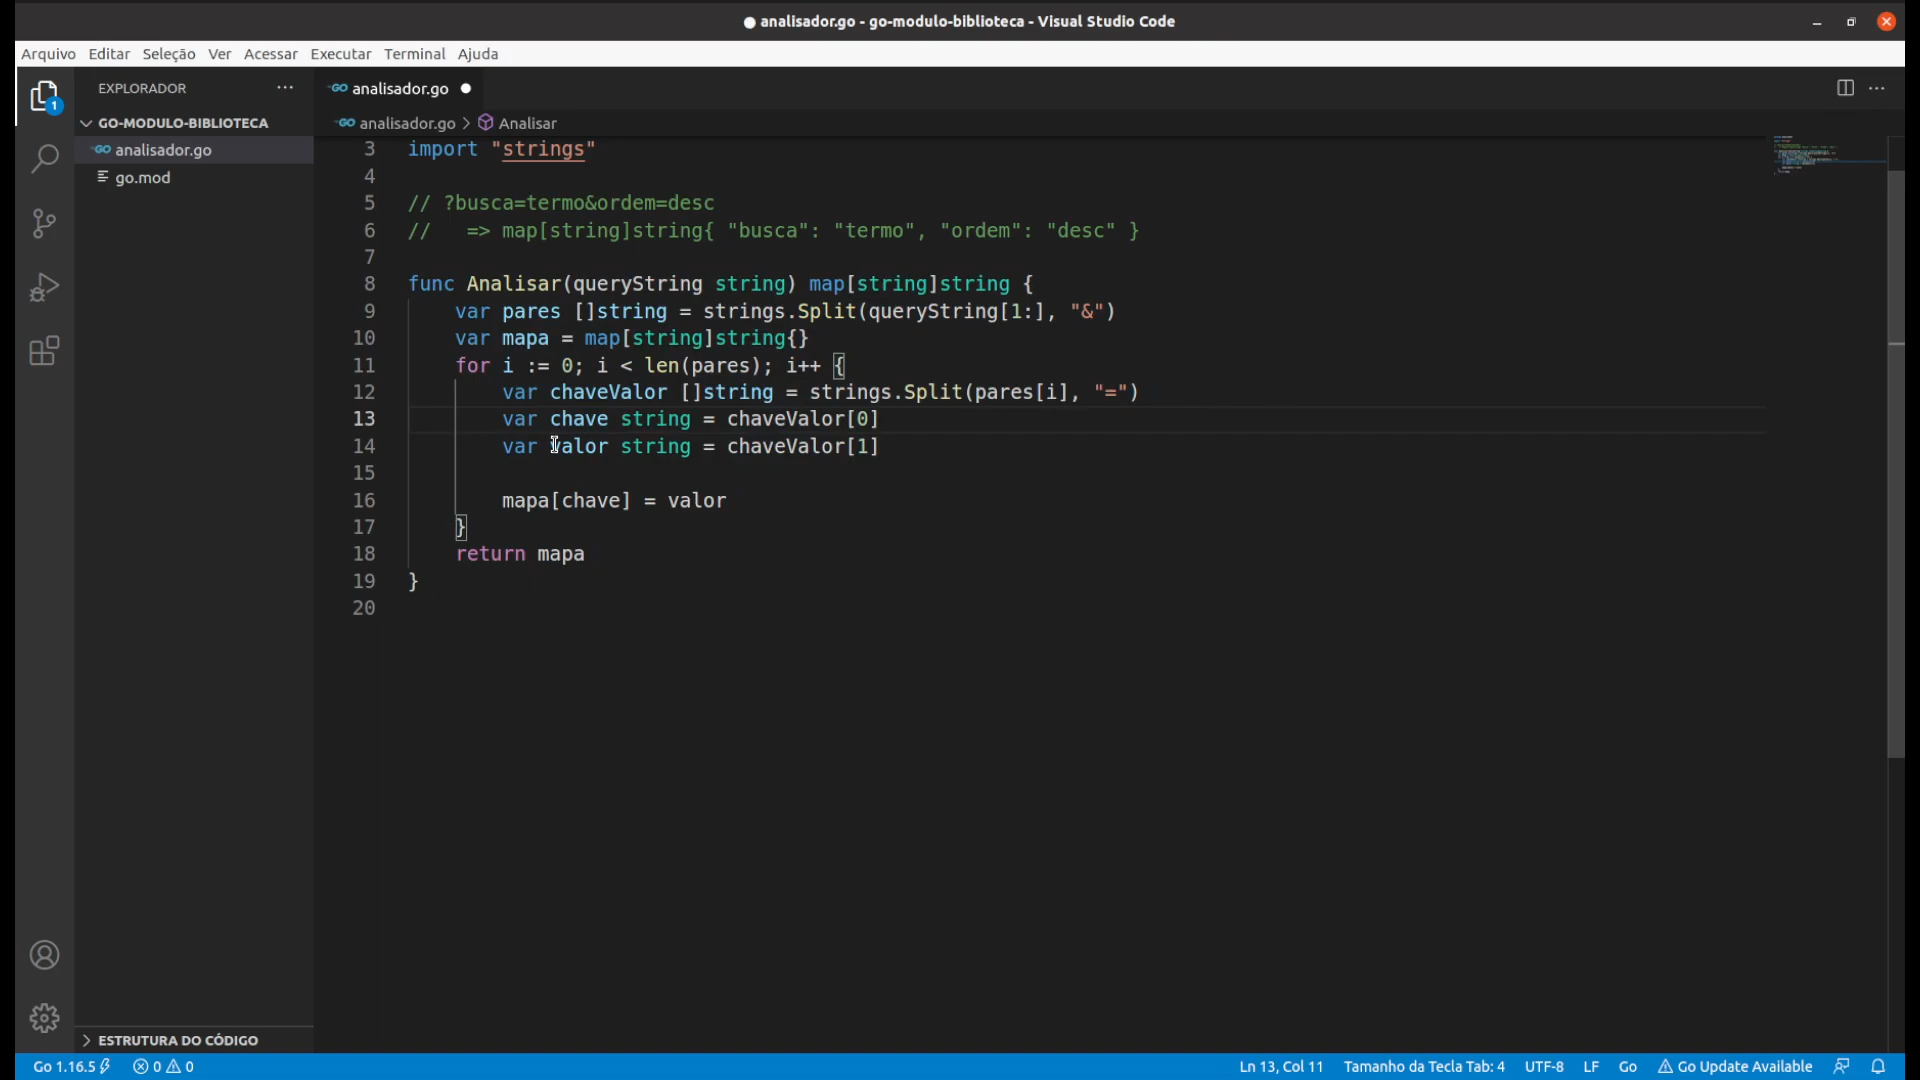 analisador.go - go-modulo-biblioteca - Visual Studio Code
Arquivo Editar Seleção Ver Acessar Executar Terminal Ajuda
1
EXPLORADOR
GO-MODULO-BIBLIOTECA
analisador.go
go.mod
ESTRUTURA DO CÓDIGO
analisador.go
analisador.go > Analisar
3 import "strings"
4
5 // ?busca=termo&ordem=desc
6 //   => map[string]string{ "busca": "termo", "ordem": "desc" }
7
8 func Analisar(queryString string) map[string]string {
9     var pares []string = strings.Split(queryString[1:], "&")
10     var mapa = map[string]string{}
11     for i := 0; i < len(pares); i++ {
12         var chaveValor []string = strings.Split(pares[i], "=")
13         var chave string = chaveValor[0]
14         var valor string = chaveValor[1]
15
16         mapa[chave] = valor
17     }
18     return mapa
19 }
20
Go 1.16.5 0 0 Ln 13, Col 11 Tamanho da Tecla Tab: 4 UTF-8 LF Go Go Update Available